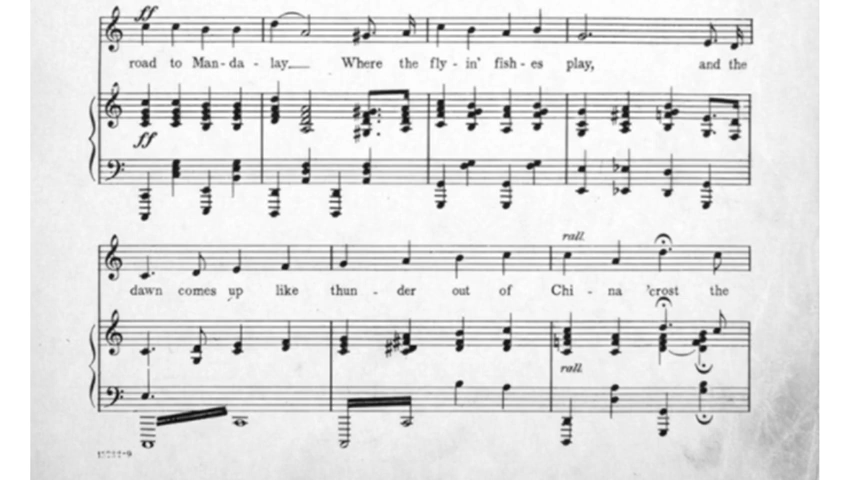 ff
road to Man - da - lay, Where the fly - in' fish - es play, and the
ff
rall.
dawn comes up like thun - der out of Chi - na 'crost the
rall.